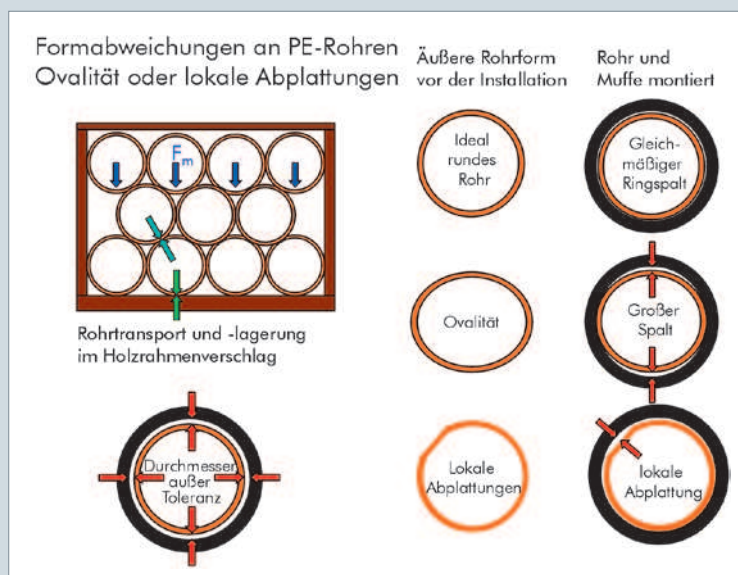 Formabweichungen an PE-Rohren
Ovalität oder lokale Abplattungen
F_m
Rohrtransport und -lagerung
im Holzrahmenverschlag
Durchmesser
außer
Toleranz
Äußere Rohrform
vor der Installation
Ideal
rundes
Rohr
Ovalität
Lokale
Abplattungen
Rohr und
Muffe montiert
Gleich-
mäßiger
Ringspalt
Großer
Spalt
lokale
Abplattung